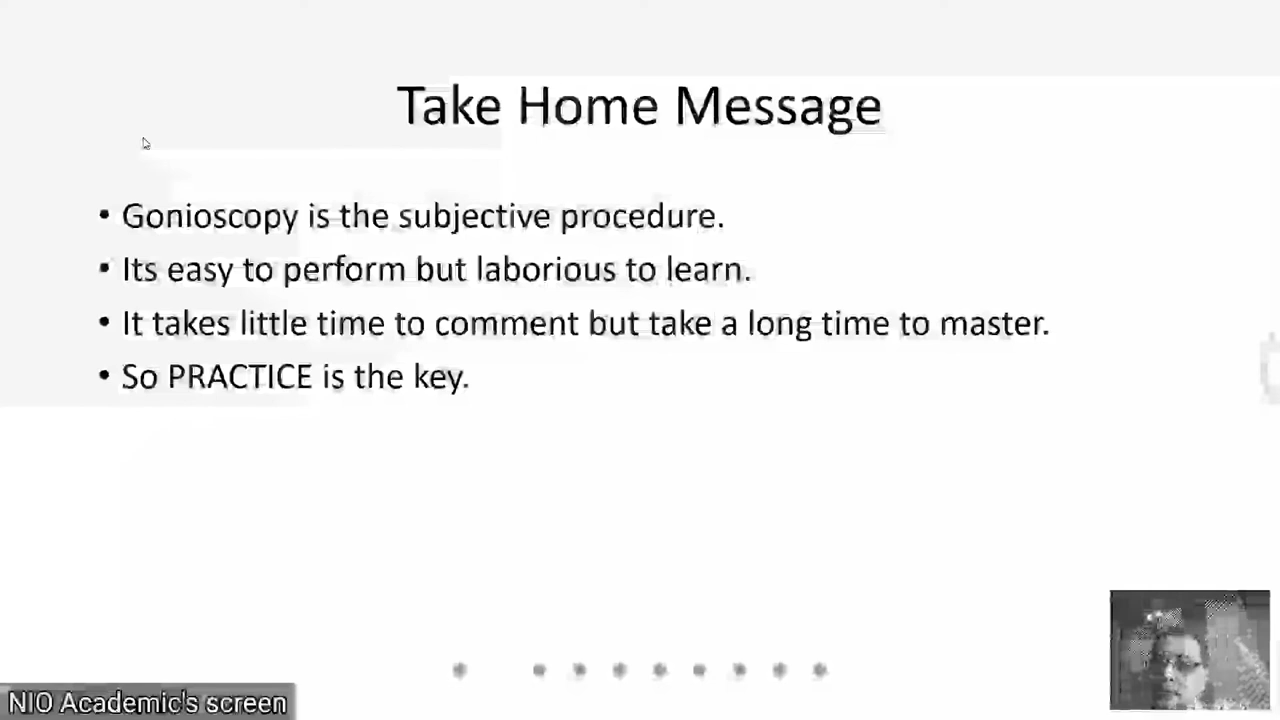 Take Home Message
• Gonioscopy is the subjective procedure.
• Its easy to perform but laborious to learn.
• It takes little time to comment but take a long time to master.
• So PRACTICE is the key.
NIO Academic's screen